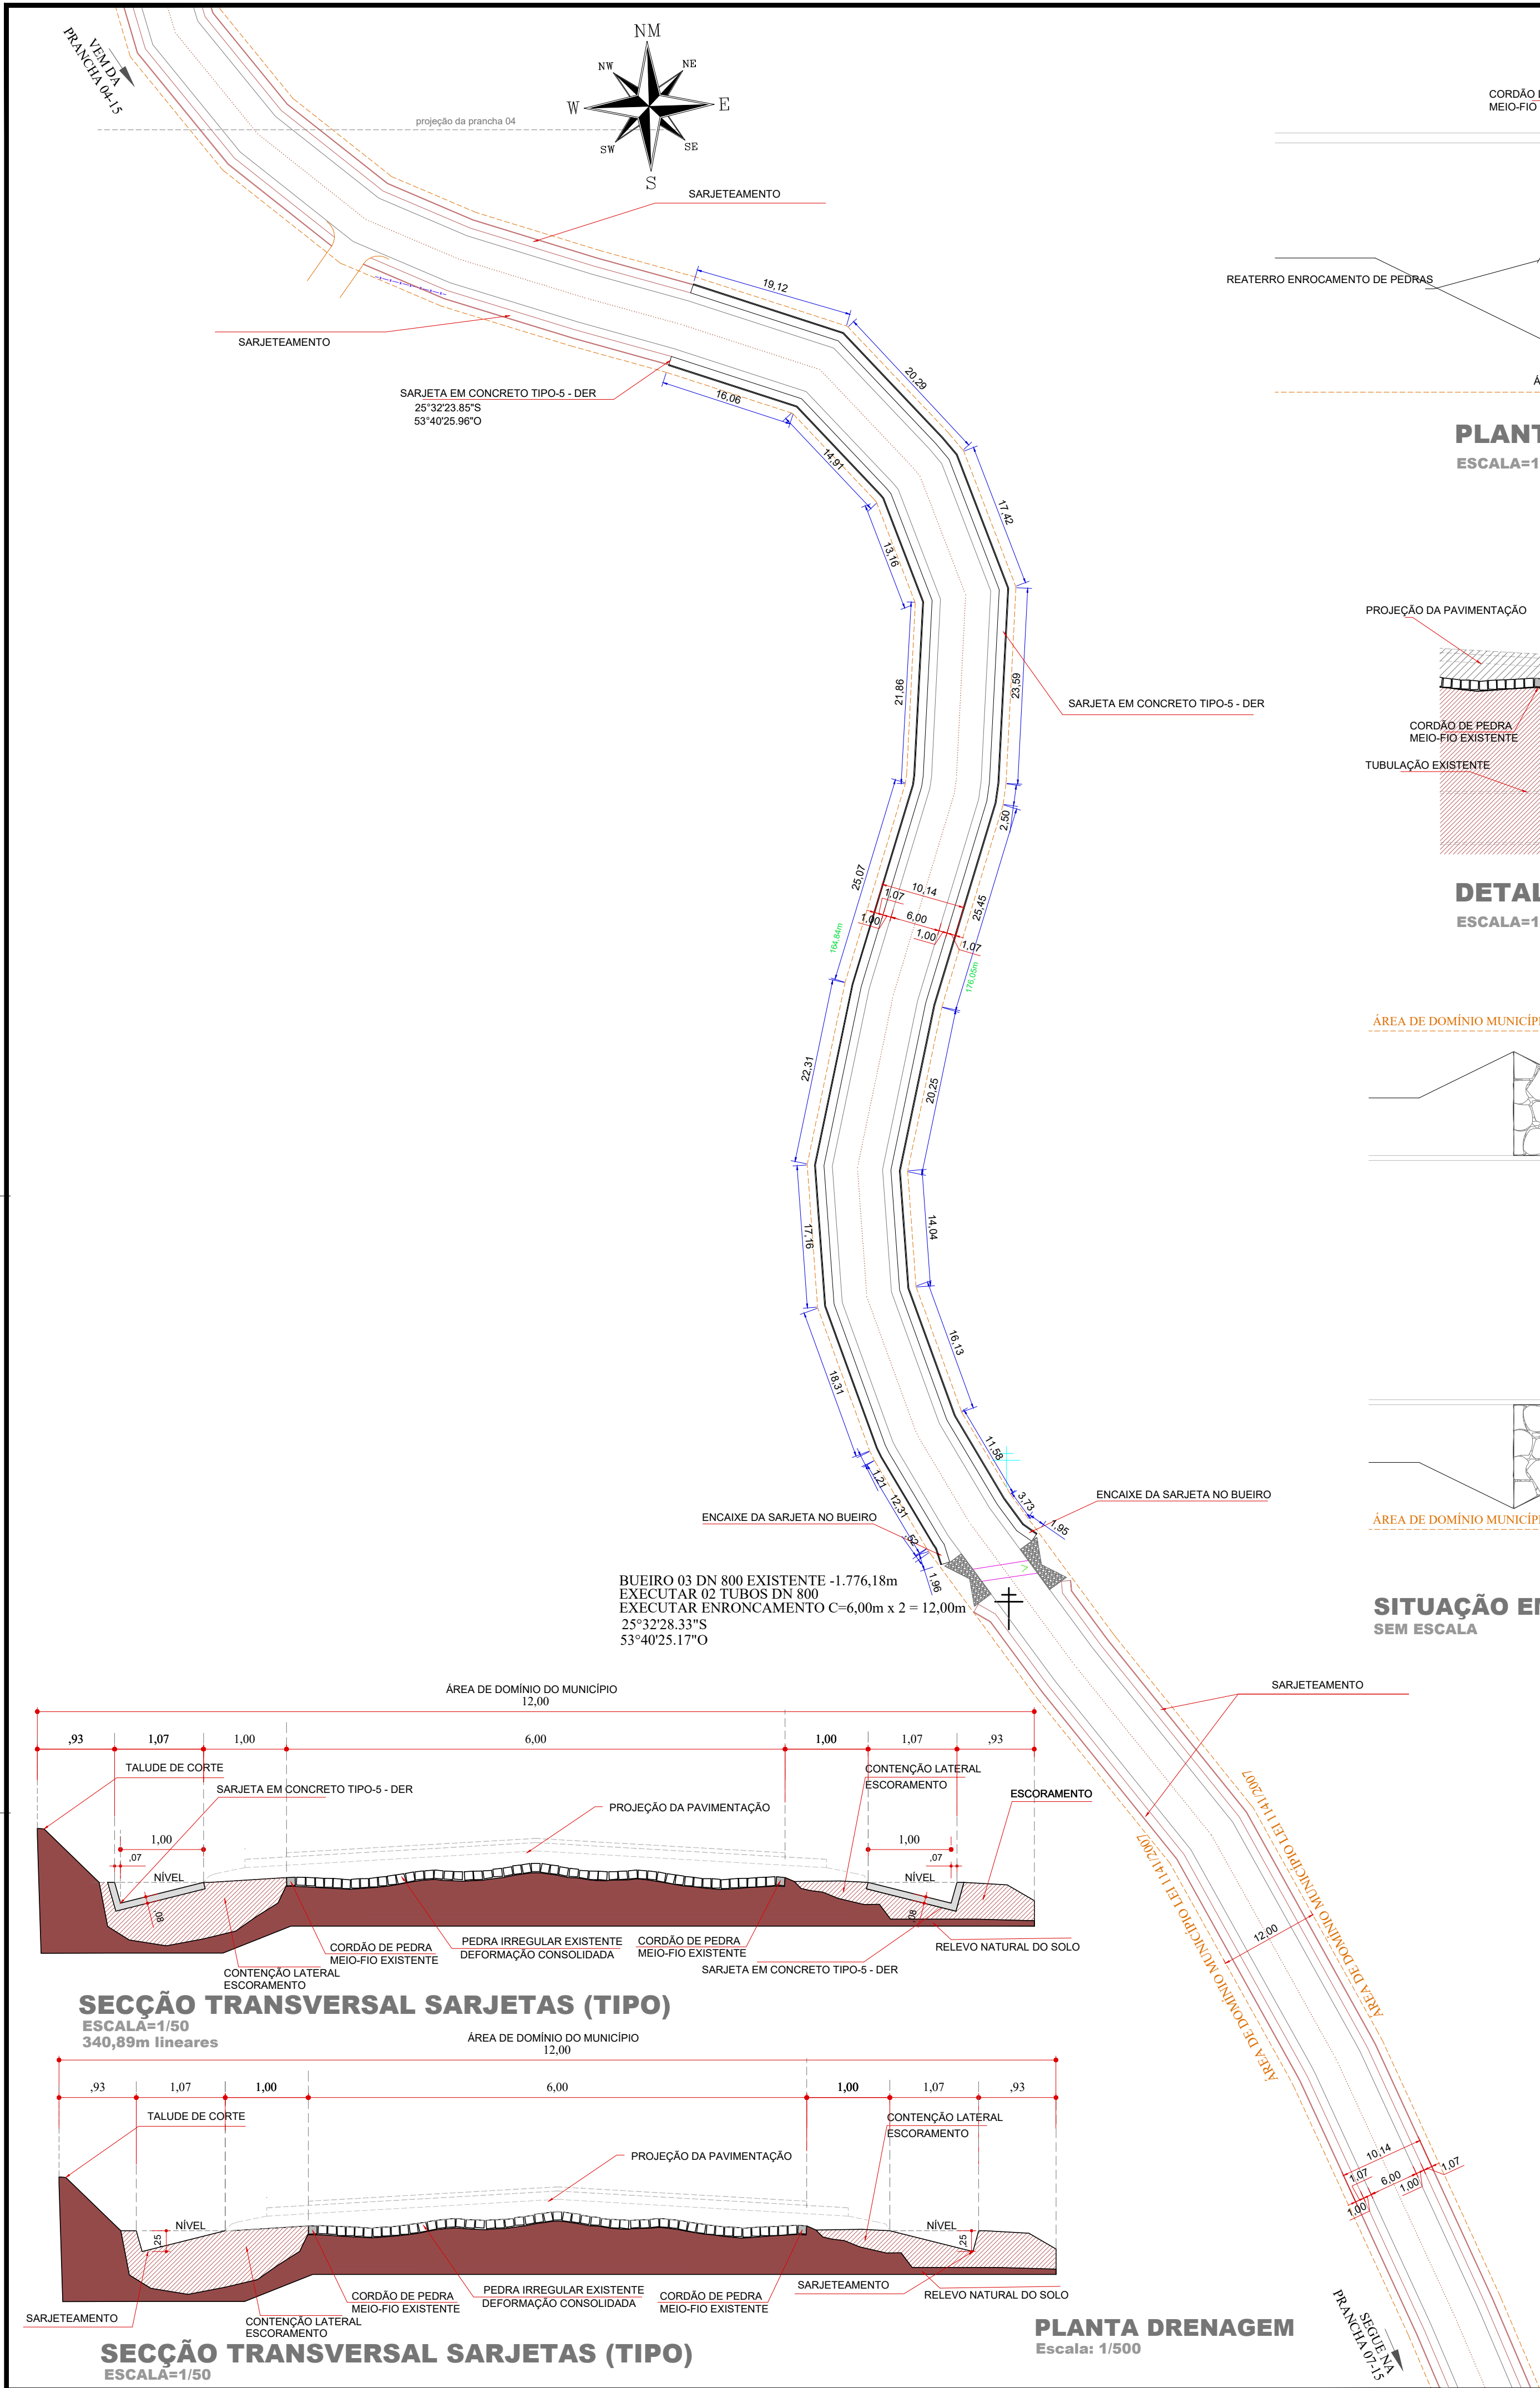 VEM DA
PRANCHA 04-15
NM
NW
NE
W
E
SW
SE
S
projeção da prancha 04
SARJETEAMENTO
SARJETEAMENTO
SARJETA EM CONCRETO TIPO-5 - DER
25°32'23.85"S
53°40'25.96"O
19,12
20,29
17,42
23,59
2,50
25,45
176,05m
20,25
14,04
16,13
11,58
3,73
1,95
16,06
14,91
13,16
21,86
25,07
164,84m
22,31
17,16
18,31
1,21
12,31
,52
1,96
10,14
1,07
6,00
1,00
1,00
1,07
SARJETA EM CONCRETO TIPO-5 - DER
ENCAIXE DA SARJETA NO BUEIRO
ENCAIXE DA SARJETA NO BUEIRO
BUEIRO 03 DN 800 EXISTENTE -1.776,18m
EXECUTAR 02 TUBOS DN 800
EXECUTAR ENRONCAMENTO C=6,00m x 2 = 12,00m
25°32'28.33"S
53°40'25.17"O
SARJETEAMENTO
ÁREA DE DOMÍNIO MUNICÍPIO LEI 1141/2007
ÁREA DE DOMÍNIO MUNICÍPIO LEI 1141/2007
12,00
10,14
1,07
6,00
1,00
1,00
1,07
SEGUE NA
PRANCHA 07-15
CORDÃO
MEIO-FIO
REATERRO ENROCAMENTO DE PEDRAS
PLANT
ESCALA=1
PROJEÇÃO DA PAVIMENTAÇÃO
CORDÃO DE PEDRA
MEIO-FIO EXISTENTE
TUBULAÇÃO EXISTENTE
DETAL
ESCALA=1
ÁREA DE DOMÍNIO MUNICÍP
ÁREA DE DOMÍNIO MUNICÍP
SITUAÇÃO E
SEM ESCALA
ÁREA DE DOMÍNIO DO MUNICÍPIO
12,00
,93
1,07
1,00
6,00
1,00
1,07
,93
TALUDE DE CORTE
SARJETA EM CONCRETO TIPO-5 - DER
PROJEÇÃO DA PAVIMENTAÇÃO
CONTENÇÃO LATERAL
ESCORAMENTO
ESCORAMENTO
1,00
,07
NÍVEL
,08
1,00
,07
NÍVEL
,08
CORDÃO DE PEDRA
MEIO-FIO EXISTENTE
PEDRA IRREGULAR EXISTENTE
DEFORMAÇÃO CONSOLIDADA
CORDÃO DE PEDRA
MEIO-FIO EXISTENTE
RELEVO NATURAL DO SOLO
SARJETA EM CONCRETO TIPO-5 - DER
CONTENÇÃO LATERAL
ESCORAMENTO
SECÇÃO TRANSVERSAL SARJETAS (TIPO)
ESCALA=1/50
340,89m lineares
ÁREA DE DOMÍNIO DO MUNICÍPIO
12,00
,93
1,07
1,00
6,00
1,00
1,07
,93
TALUDE DE CORTE
CONTENÇÃO LATERAL
ESCORAMENTO
PROJEÇÃO DA PAVIMENTAÇÃO
NÍVEL
,25
NÍVEL
,25
SARJETEAMENTO
CONTENÇÃO LATERAL
ESCORAMENTO
CORDÃO DE PEDRA
MEIO-FIO EXISTENTE
PEDRA IRREGULAR EXISTENTE
DEFORMAÇÃO CONSOLIDADA
CORDÃO DE PEDRA
MEIO-FIO EXISTENTE
SARJETEAMENTO
RELEVO NATURAL DO SOLO
SECÇÃO TRANSVERSAL SARJETAS (TIPO)
ESCALA=1/50
PLANTA DRENAGEM
Escala: 1/500